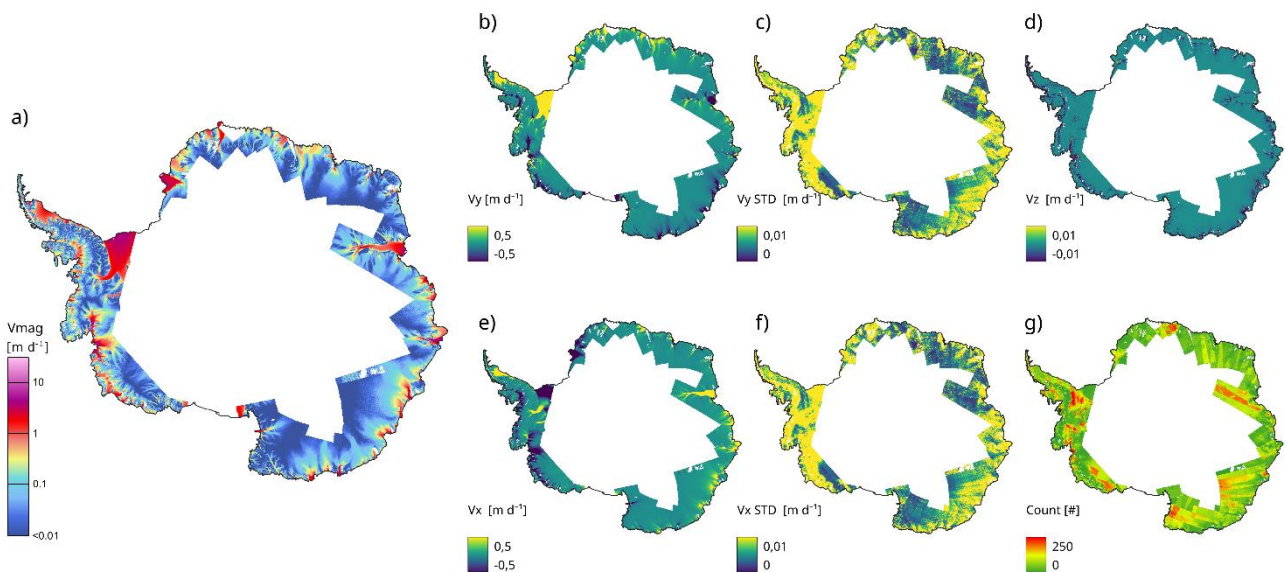 a)
Vmag
[m d⁻¹]
10
1
0.1
<0.01
b)
Vy [m d⁻¹]
0,5
-0,5
c)
Vy STD [m d⁻¹]
0,01
0
d)
Vz [m d⁻¹]
0,01
-0,01
e)
Vx [m d⁻¹]
0,5
-0,5
f)
Vx STD [m d⁻¹]
0,01
0
g)
Count [#]
250
0